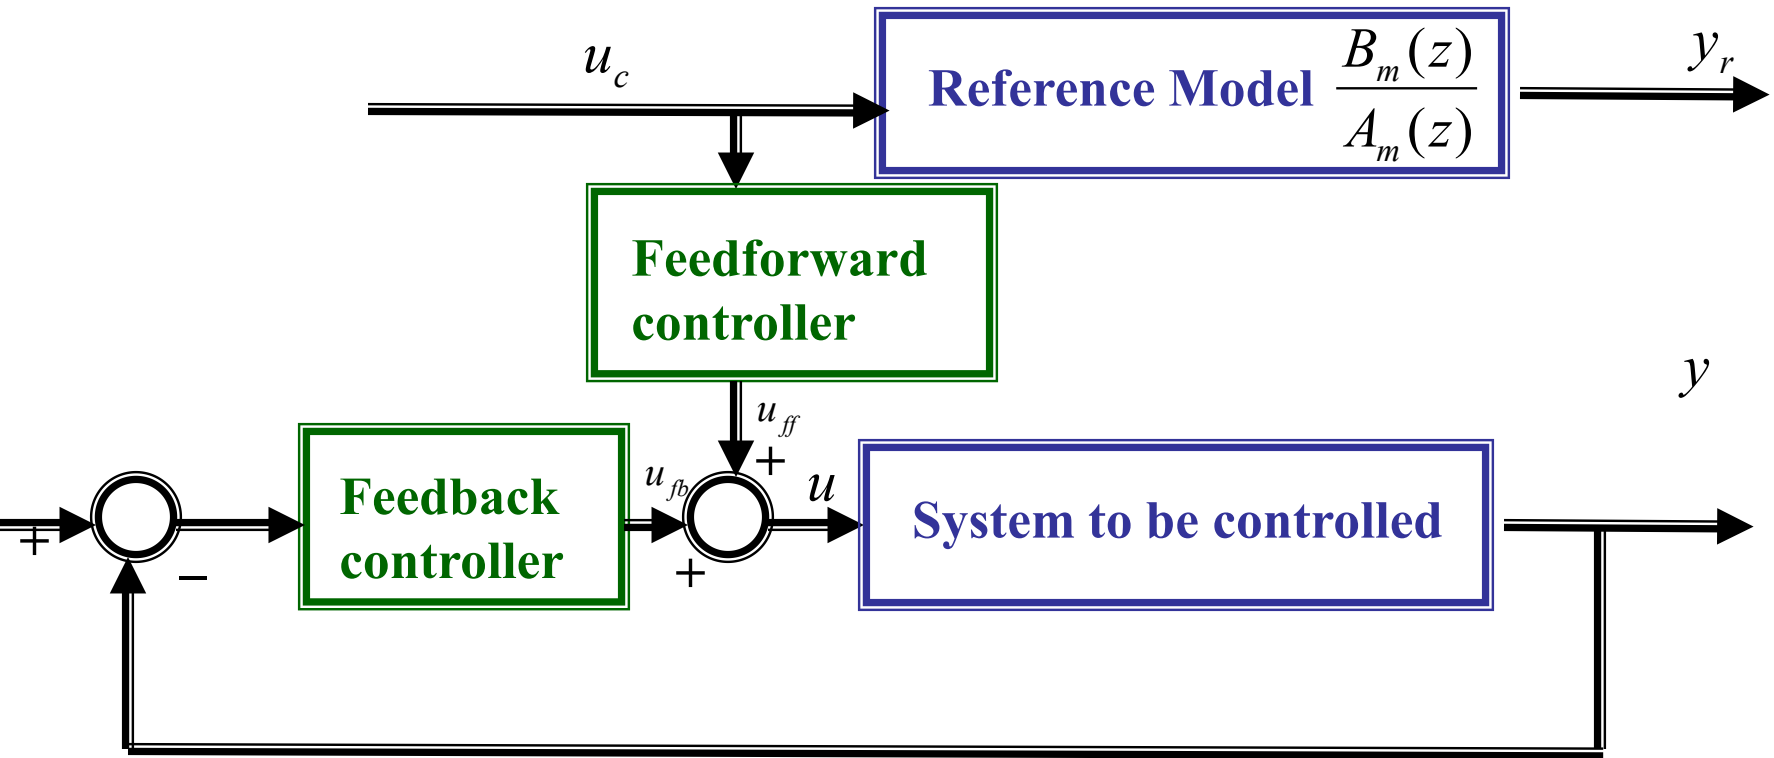 u_c
Reference Model B_m(z)
A_m(z)
y_r
Feedforward
controller
u_ff
+
y
Feedback
controller
u_fb
u
System to be controlled
+
−
+